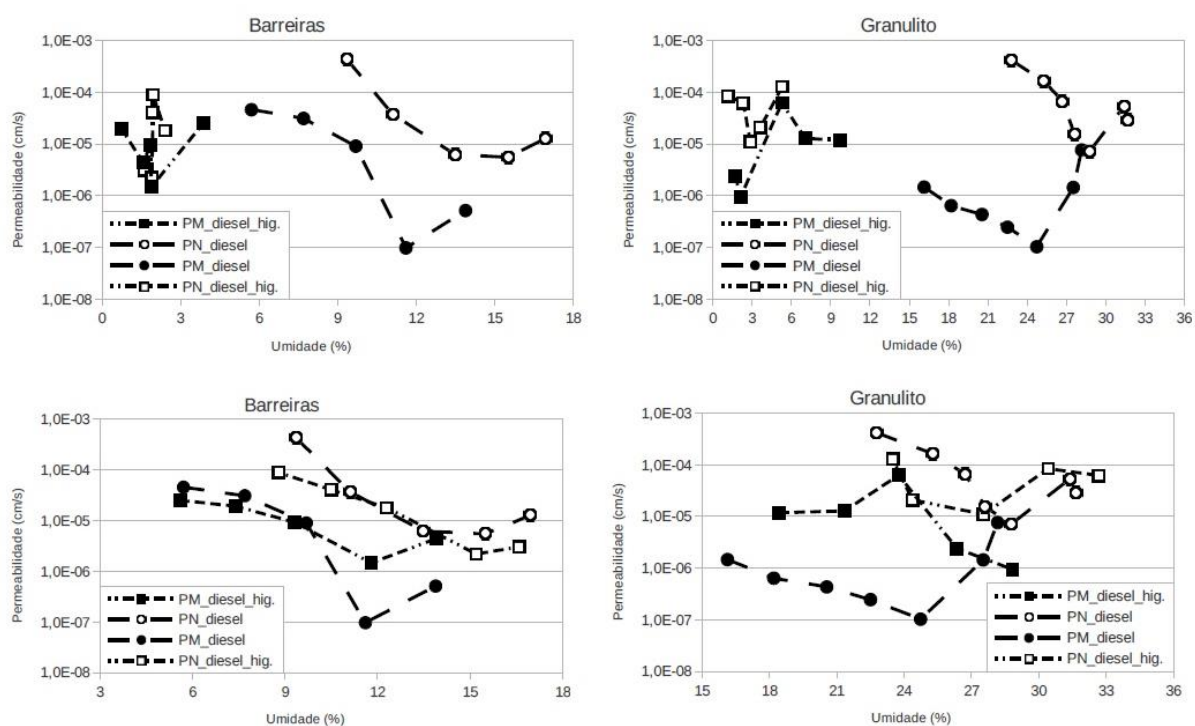 Barreiras
1,0E-03
1,0E-04
1,0E-05
1,0E-06
1,0E-07
1,0E-08
Permeabilidade (cm/s)
PM_diesel_hig.
PN_diesel
PM_diesel
PN_diesel_hig.
0 3 6 9 12 15 18
Umidade (%)
Granulito
1,0E-03
1,0E-04
1,0E-05
1,0E-06
1,0E-07
1,0E-08
Permeabilidade (cm/s)
PM_diesel_hig.
PN_diesel
PM_diesel
PN_diesel_hig.
0 3 6 9 12 15 18 21 24 27 30 33 36
Umidade (%)
Barreiras
1,0E-03
1,0E-04
1,0E-05
1,0E-06
1,0E-07
1,0E-08
Permeabilidade (cm/s)
PM_diesel_hig.
PN_diesel
PM_diesel
PN_diesel_hig.
3 6 9 12 15 18
Umidade (%)
Granulito
1,0E-03
1,0E-04
1,0E-05
1,0E-06
1,0E-07
1,0E-08
Permeabilidade (cm/s)
PM_diesel_hig.
PN_diesel
PM_diesel
PN_diesel_hig.
15 18 21 24 27 30 33 36
Umidade (%)